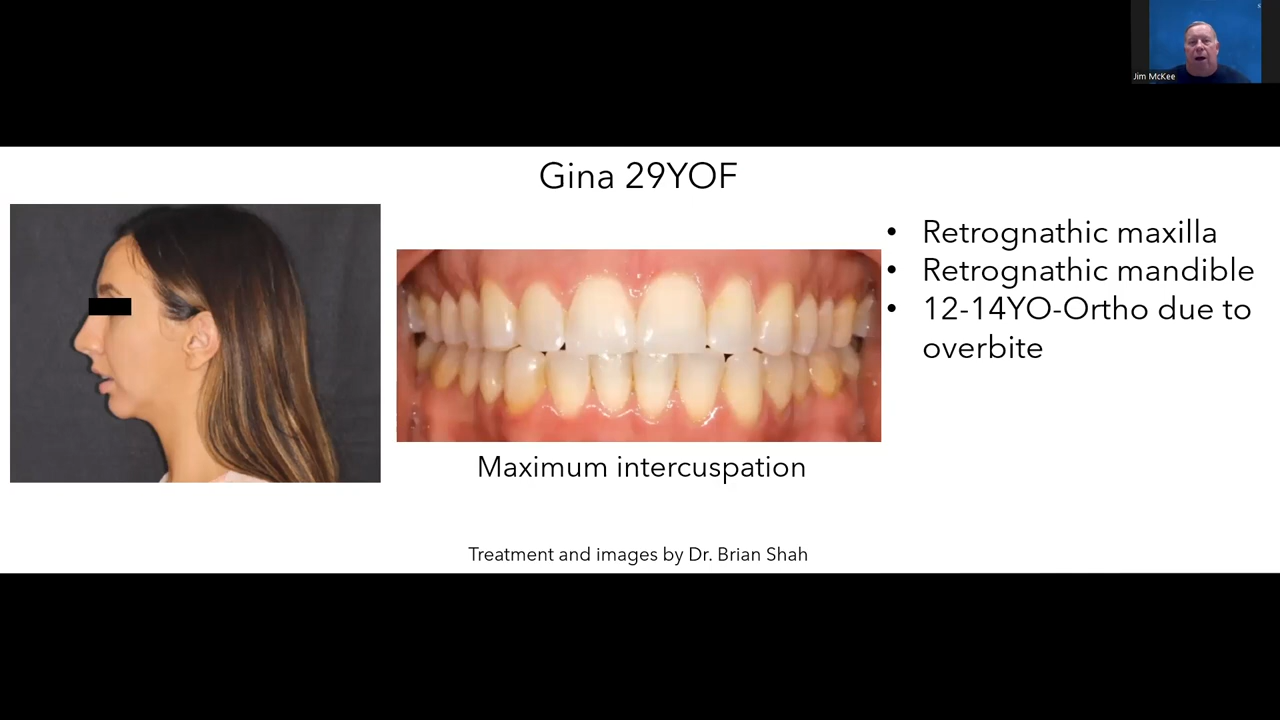 Jim McKee
Gina 29YOF
• Retrognathic maxilla
• Retrognathic mandible
• 12-14YO-Ortho due to
overbite
Maximum intercuspation
Treatment and images by Dr. Brian Shah